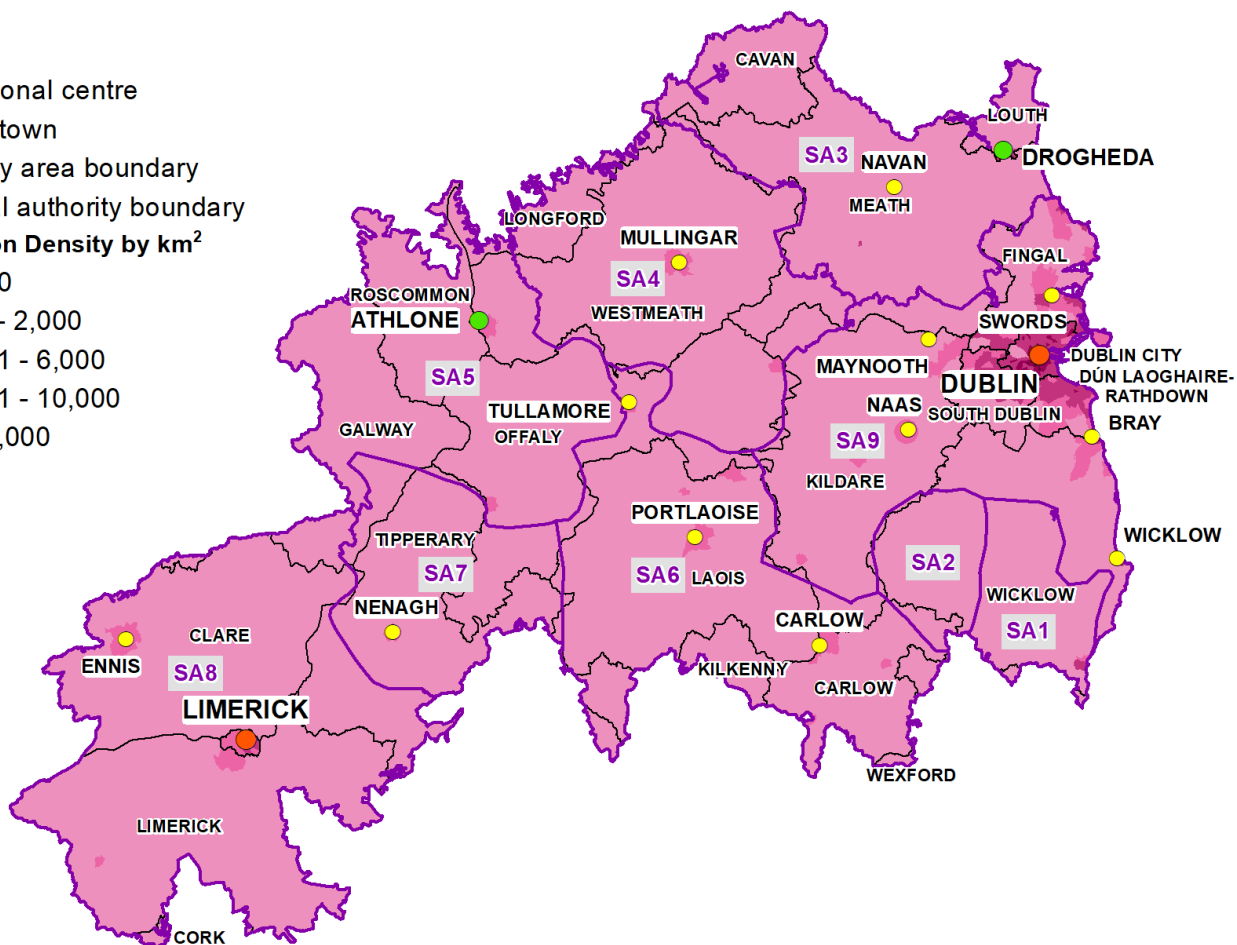 onal centre
town
y area boundary
l authority boundary
on Density by km²
0
- 2,000
1 - 6,000
1 - 10,000
,000
CAVAN
LOUTH
SA3
NAVAN
DROGHEDA
MEATH
LONGFORD
MULLINGAR
SA4
WESTMEATH
FINGAL
ROSCOMMON
ATHLONE
SWORDS
MAYNOOTH
DUBLIN CITY
DUBLIN
DÚN LAOGHAIRE-
RATHDOWN
SA5
TULLAMORE
OFFALY
GALWAY
NAAS
SOUTH DUBLIN
BRAY
SA9
KILDARE
PORTLAOISE
TIPPERARY
SA7
SA6
LAOIS
SA2
WICKLOW
WICKLOW
SA1
NENAGH
CARLOW
CLARE
ENNIS
SA8
KILKENNY
CARLOW
LIMERICK
WEXFORD
LIMERICK
CORK